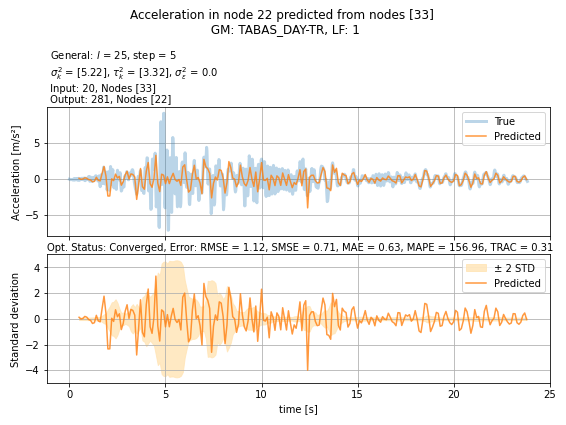 Acceleration in node 22 predicted from nodes [33]
GM: TABAS_DAY-TR, LF: 1
General: l = 25, step = 5
σ²ₖ = [5.22], τ²ₖ = [3.32], σ²ε = 0.0
Input: 20, Nodes [33]
Output: 281, Nodes [22]
Acceleration [m/s²]
5
0
−5
True
Predicted
Opt. Status: Converged, Error: RMSE = 1.12, SMSE = 0.71, MAE = 0.63, MAPE = 156.96, TRAC = 0.31
Standard deviation
4
2
0
−2
−4
± 2 STD
Predicted
0 5 10 15 20 25
time [s]